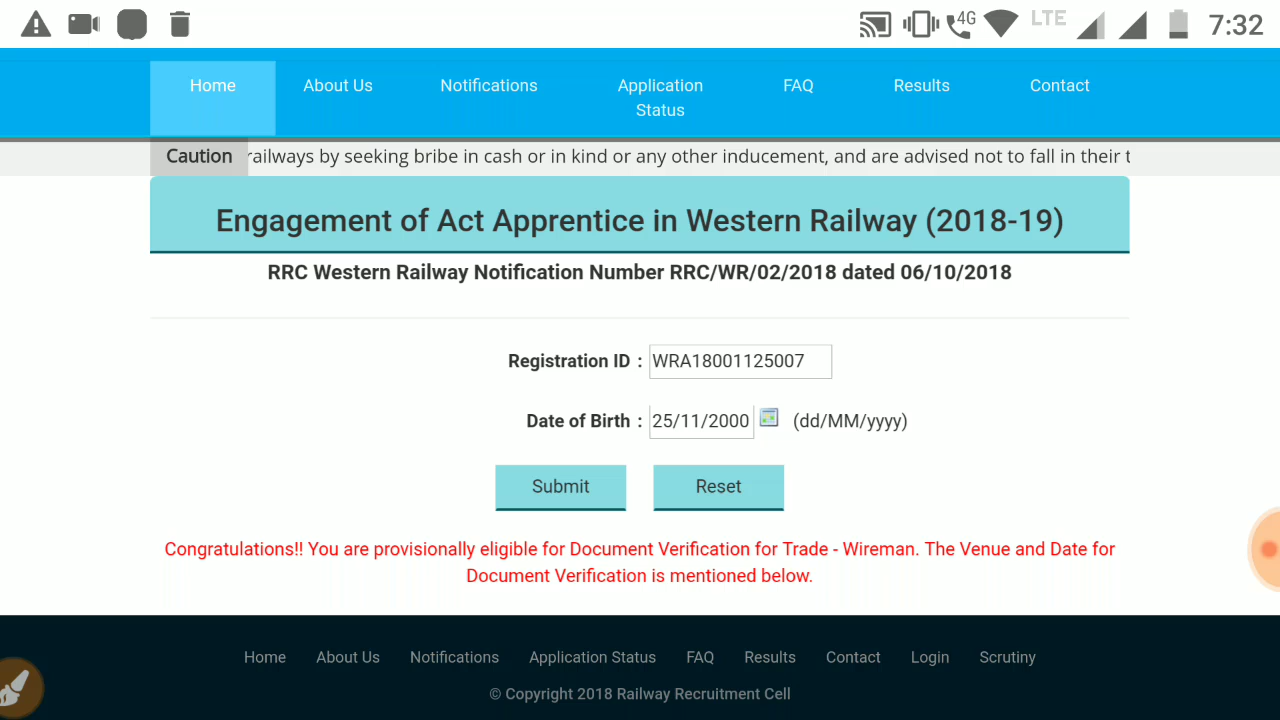 4G LTE 7:32
Home About Us Notifications Application Status FAQ Results Contact
Caution railways by seeking bribe in cash or in kind or any other inducement, and are advised not to fall in their t
Engagement of Act Apprentice in Western Railway (2018-19)
RRC Western Railway Notification Number RRC/WR/02/2018 dated 06/10/2018
Registration ID : WRA18001125007
Date of Birth : 25/11/2000 (dd/MM/yyyy)
Submit Reset
Congratulations!! You are provisionally eligible for Document Verification for Trade - Wireman. The Venue and Date for
Document Verification is mentioned below.
Home About Us Notifications Application Status FAQ Results Contact Login Scrutiny
© Copyright 2018 Railway Recruitment Cell